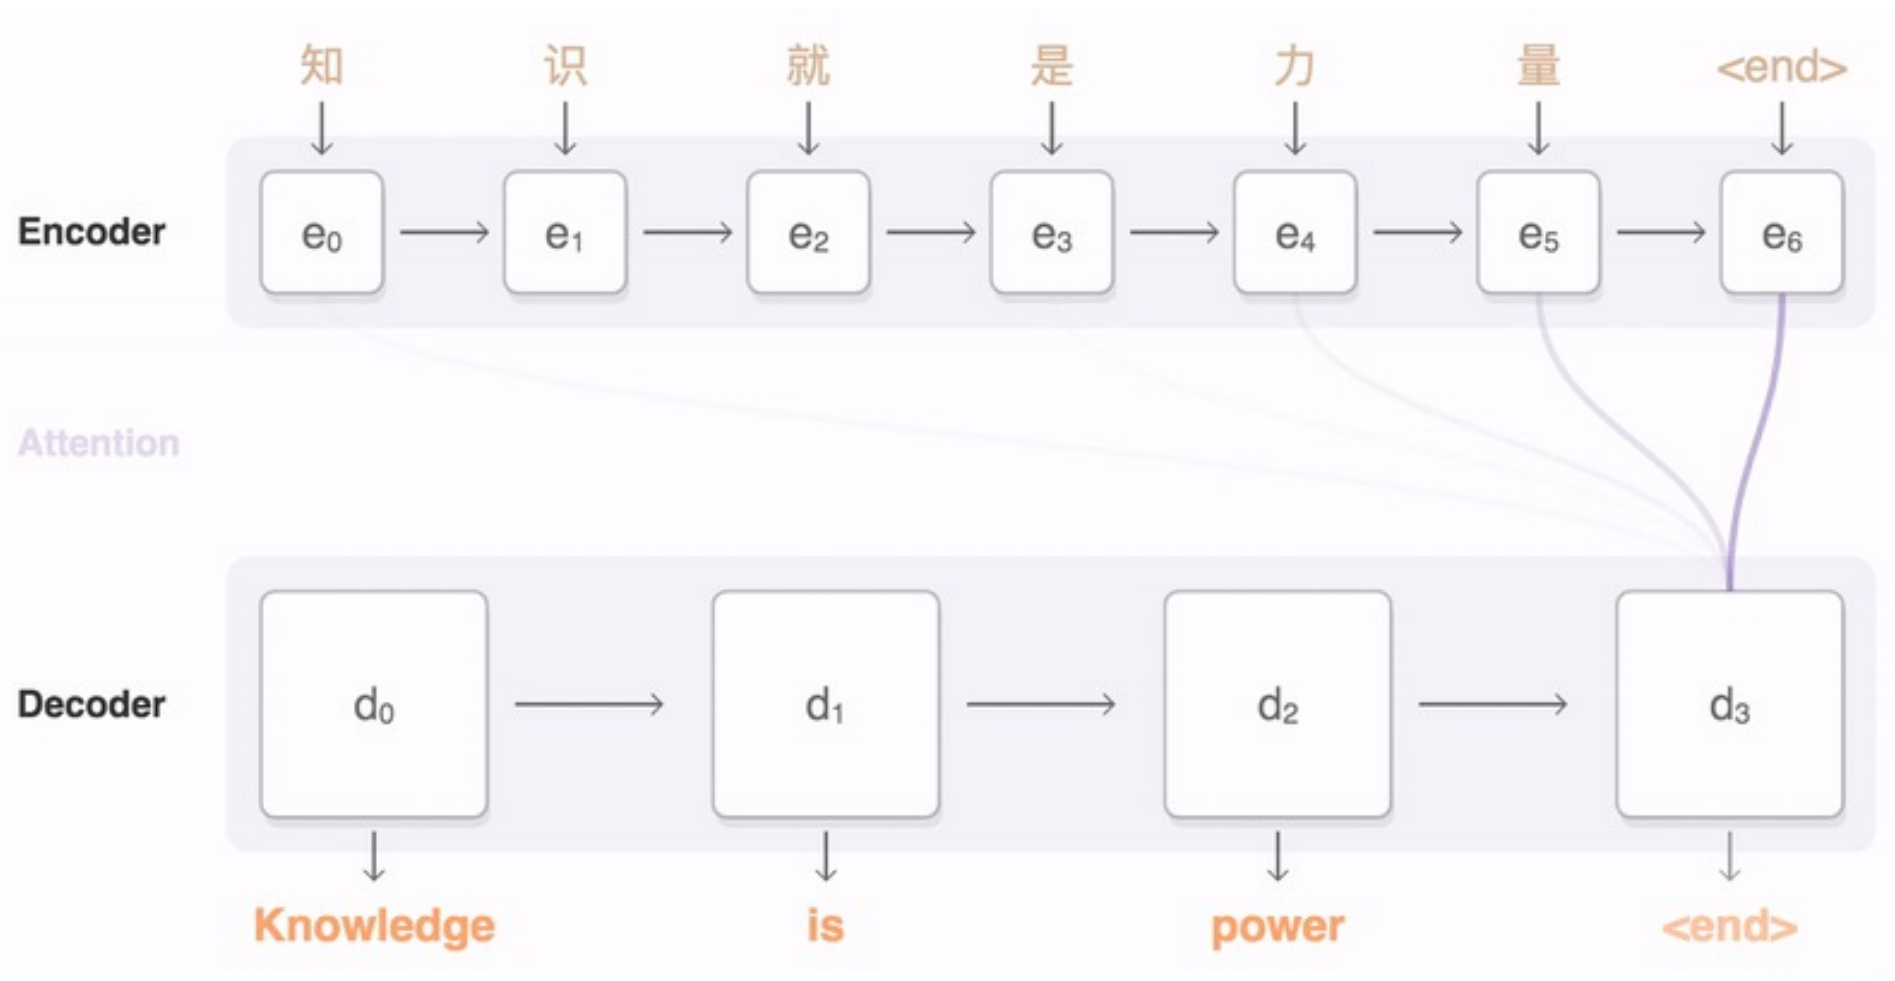 知 识 就 是 力 量 <end>
Encoder e₀ e₁ e₂ e₃ e₄ e₅ e₆
Attention
Decoder d₀ d₁ d₂ d₃
Knowledge is power <end>